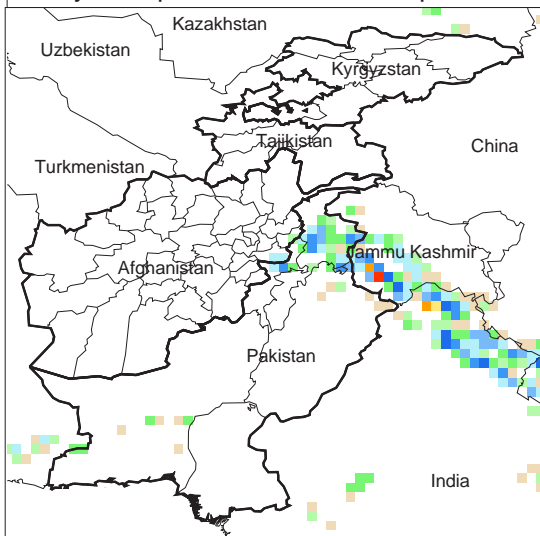 Kazakhstan
Uzbekistan
Kyrgyzstan
Tajikistan
China
Turkmenistan
Jammu Kashmir
Afghanistan
Pakistan
India